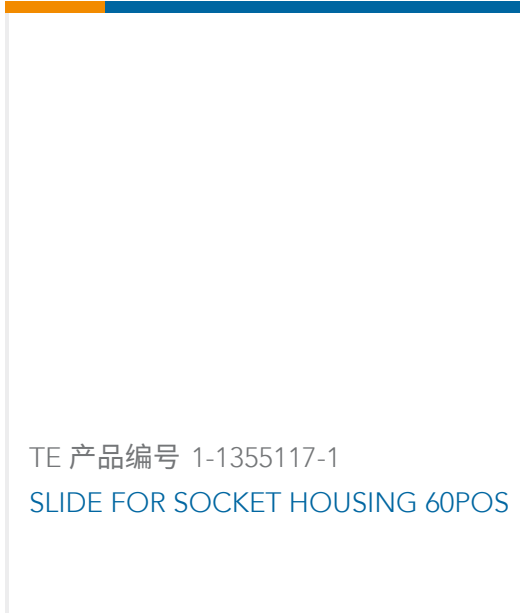 TE 产品编号 1-1355117-1
SLIDE FOR SOCKET HOUSING 60POS